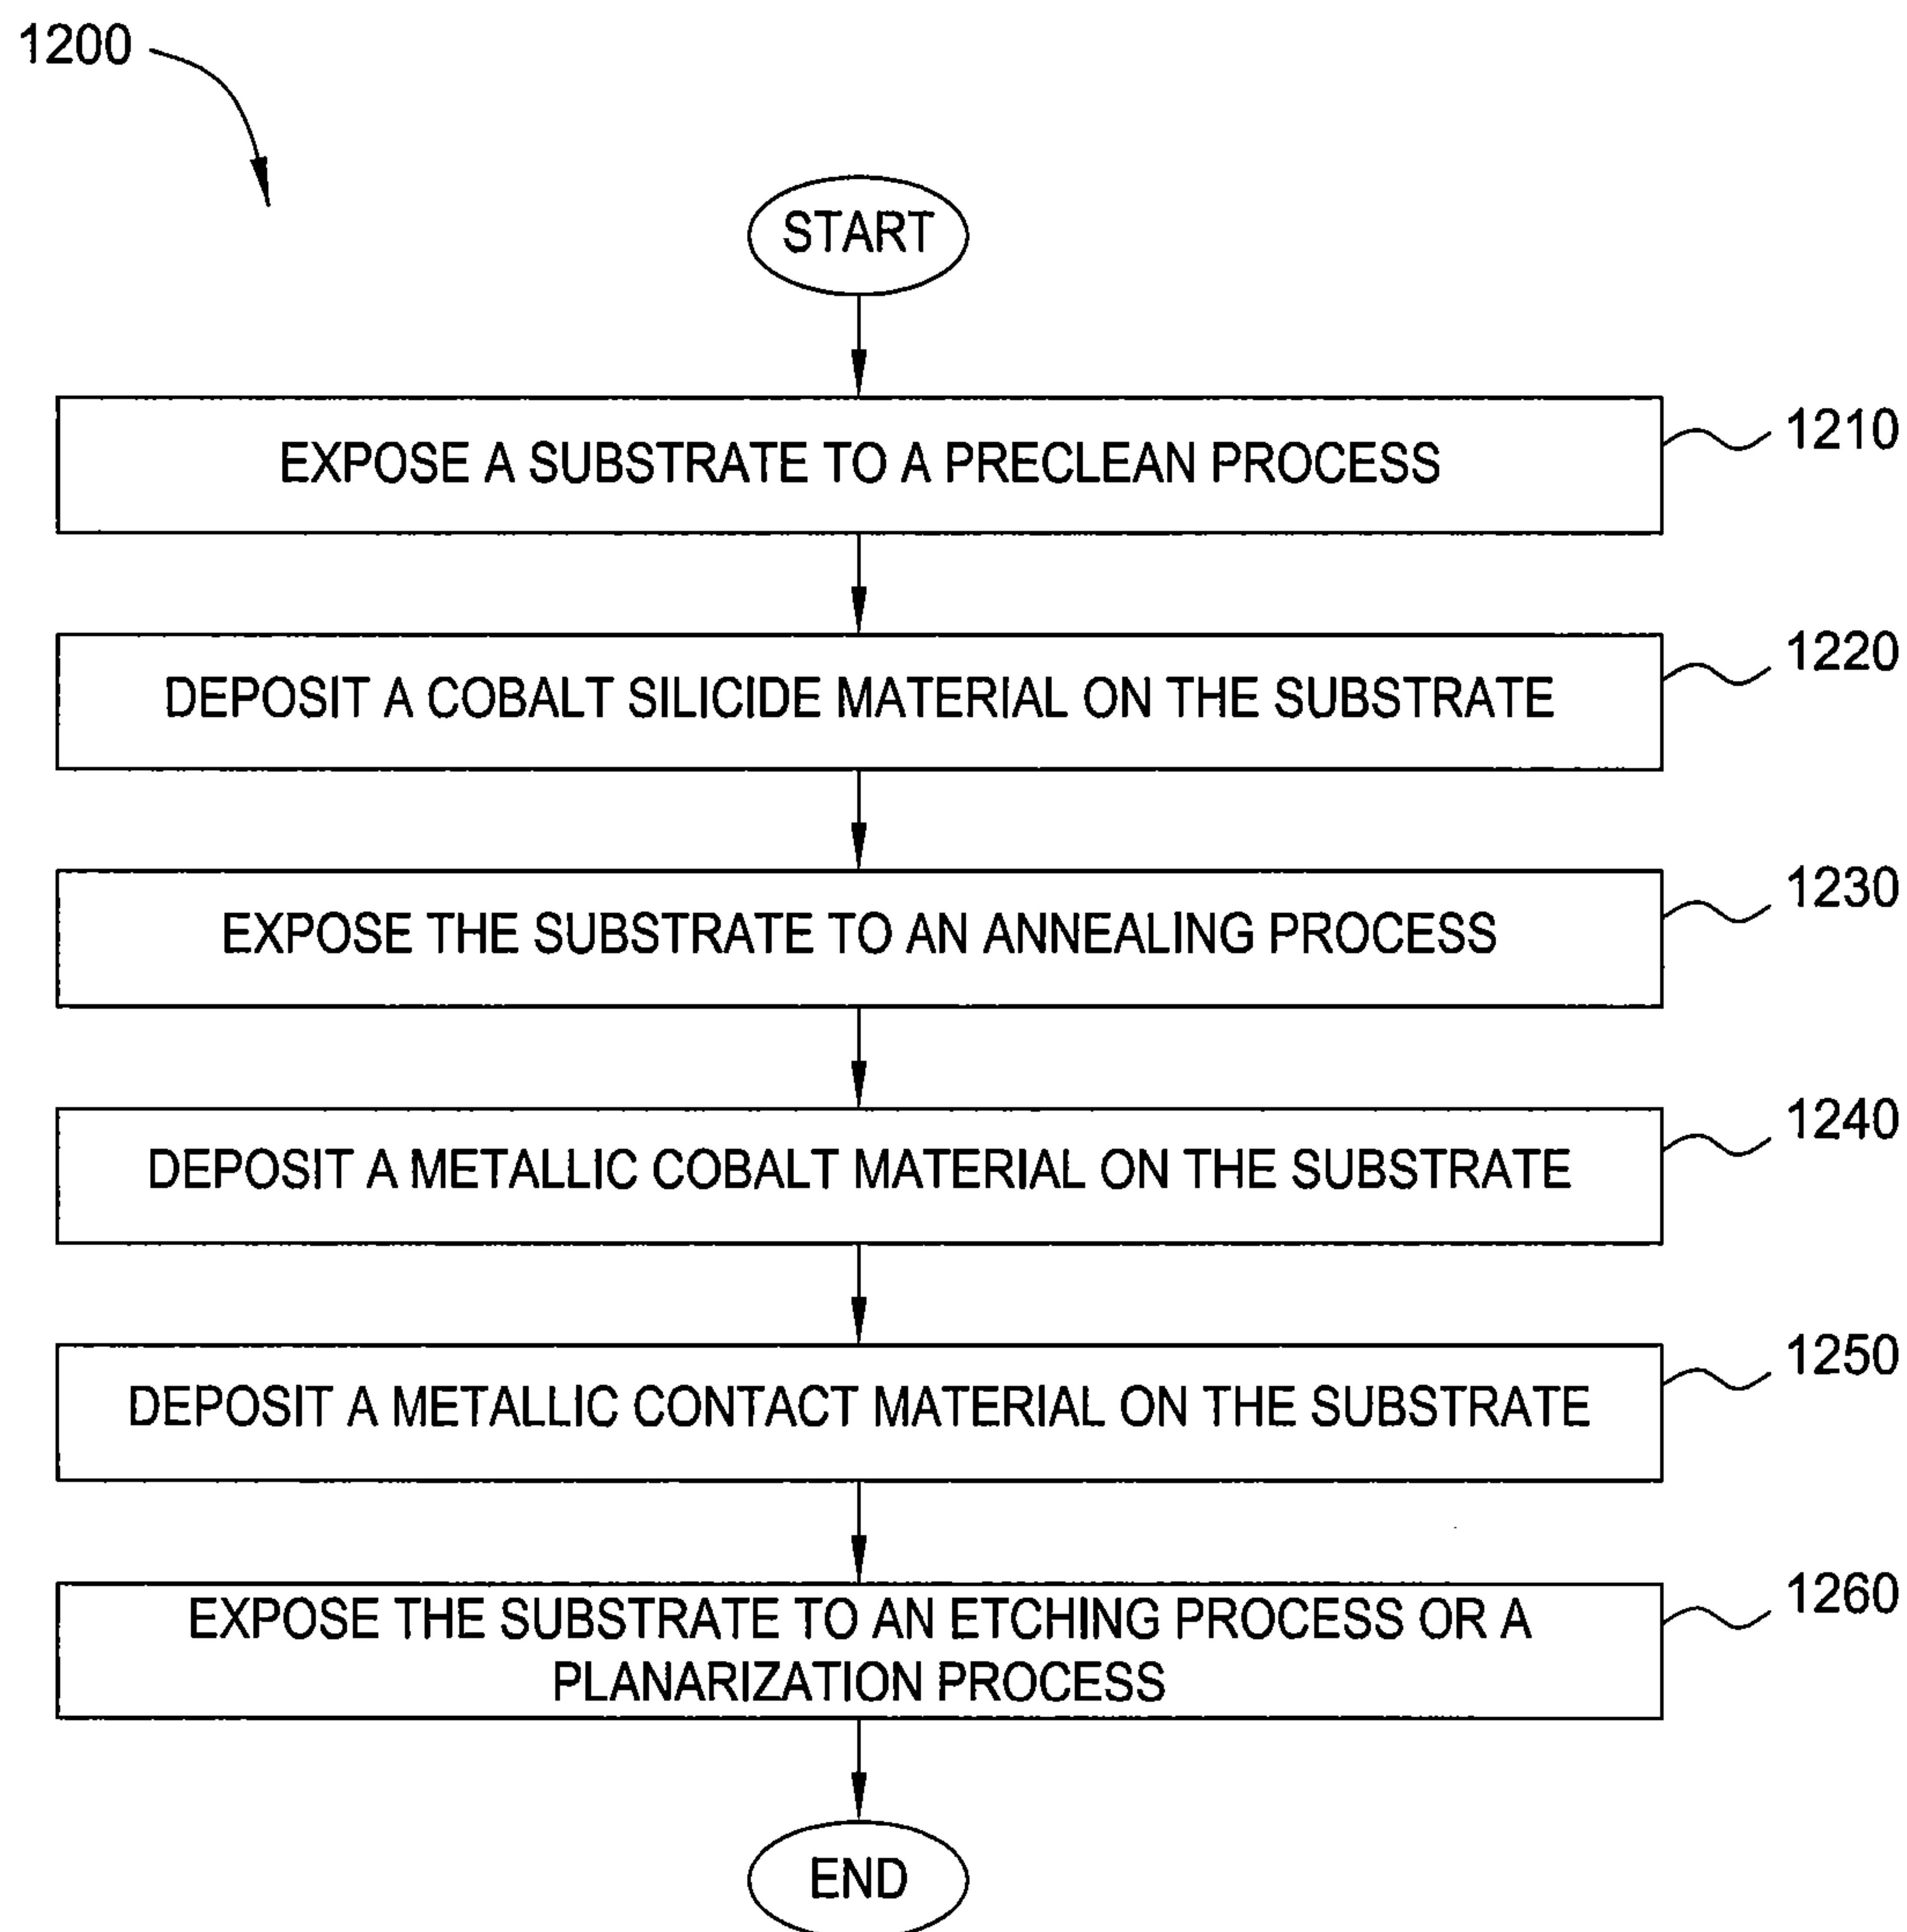 1200
START
EXPOSE A SUBSTRATE TO A PRECLEAN PROCESS
1210
DEPOSIT A COBALT SILICIDE MATERIAL ON THE SUBSTRATE
1220
EXPOSE THE SUBSTRATE TO AN ANNEALING PROCESS
1230
DEPOSIT A METALLIC COBALT MATERIAL ON THE SUBSTRATE
1240
DEPOSIT A METALLIC CONTACT MATERIAL ON THE SUBSTRATE
1250
EXPOSE THE SUBSTRATE TO AN ETCHING PROCESS OR A
PLANARIZATION PROCESS
1260
END